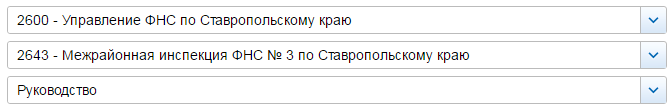 2600 - Управление ФНС по Ставропольскому краю
2643 - Межрайонная инспекция ФНС № 3 по Ставропольскому краю
Руководство